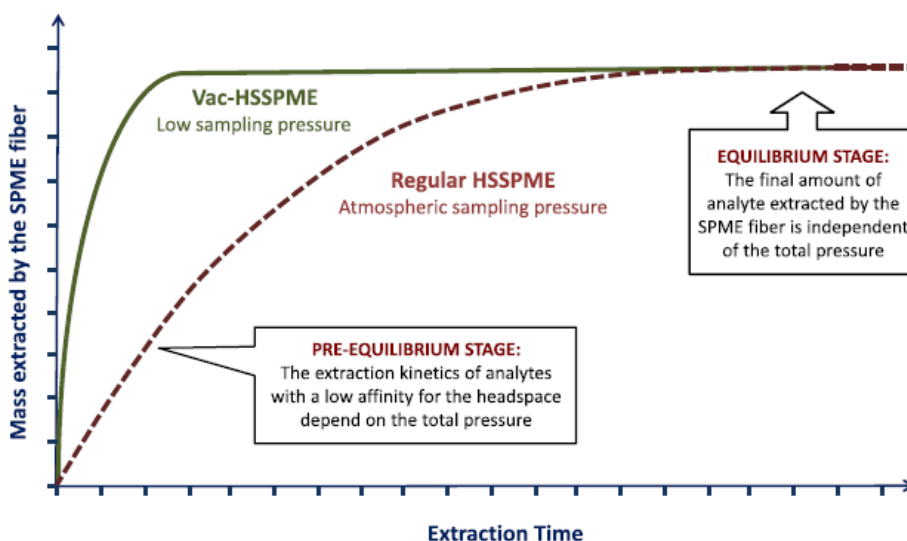 Mass extracted by the SPME fiber
Vac-HSSPME
Low sampling pressure
Regular HSSPME
Atmospheric sampling pressure
EQUILIBRIUM STAGE:
The final amount of
analyte extracted by the
SPME fiber is independent
of the total pressure
PRE-EQUILIBRIUM STAGE:
The extraction kinetics of analytes
with a low affinity for the headspace
depend on the total pressure
Extraction Time